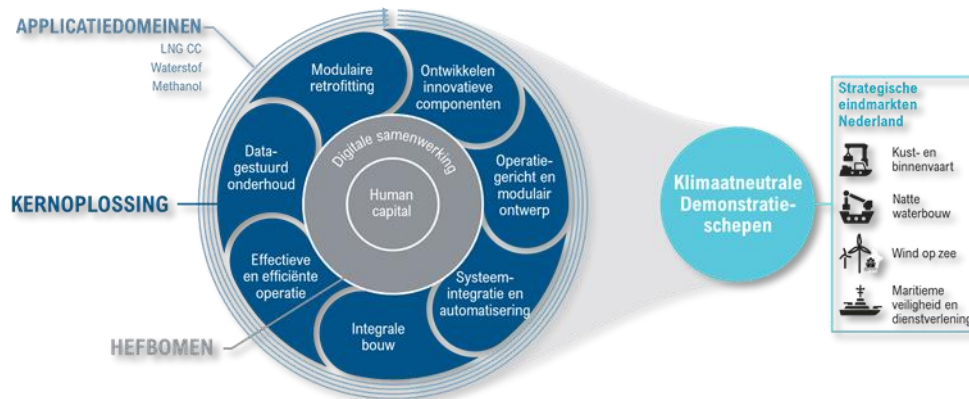 APPLICATIEDOMEINEN
LNG CC
Waterstof
Methanol
KERNOPLOSSING
HEFBOMEN
Modulaire
retrofitting
Ontwikkelen
innovatieve
componenten
Operatie-
gericht en
modulair
ontwerp
Systeem-
integratie en
automatisering
Integrale
bouw
Effectieve
en efficiënte
operatie
Data-
gestuurd
onderhoud
Digitale samenwerking
Human
capital
Klimaatneutrale
Demonstratie-
schepen
Strategische
eindmarkten
Nederland
Kust- en
binnenvaart
Natte
waterbouw
Wind op zee
Maritieme
veiligheid en
dienstverlening